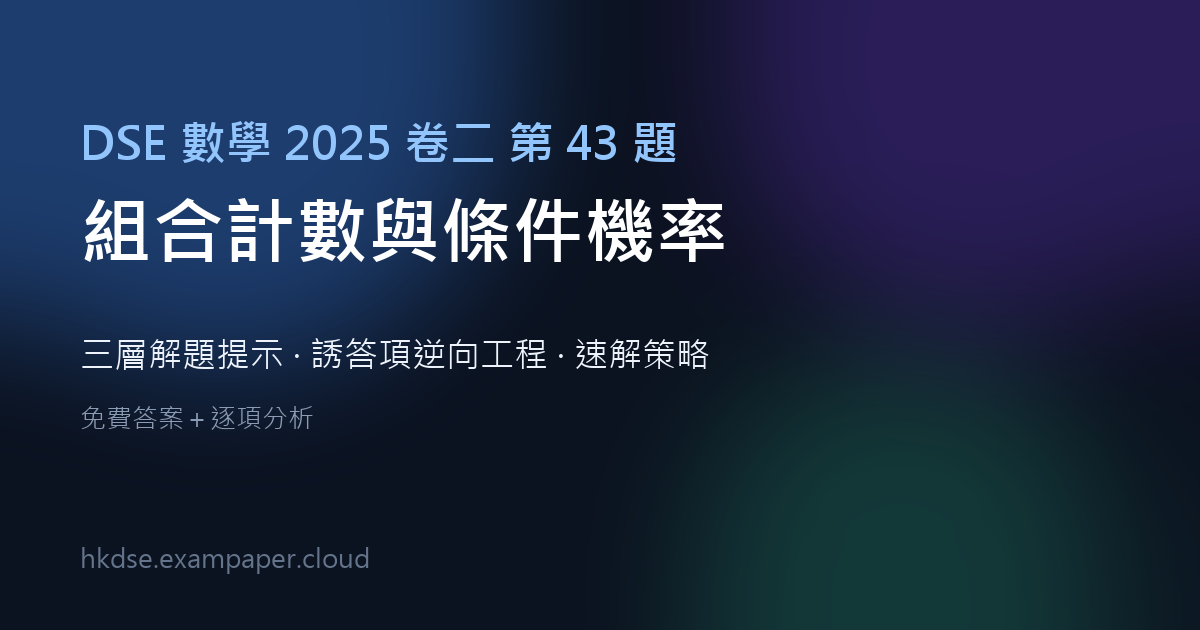 DSE 數學 2025 卷二 第 43 題
組合計數與條件機率
三層解題提示 · 誘答項逆向工程 · 速解策略
免費答案 + 逐項分析
hkdse.exampaper.cloud